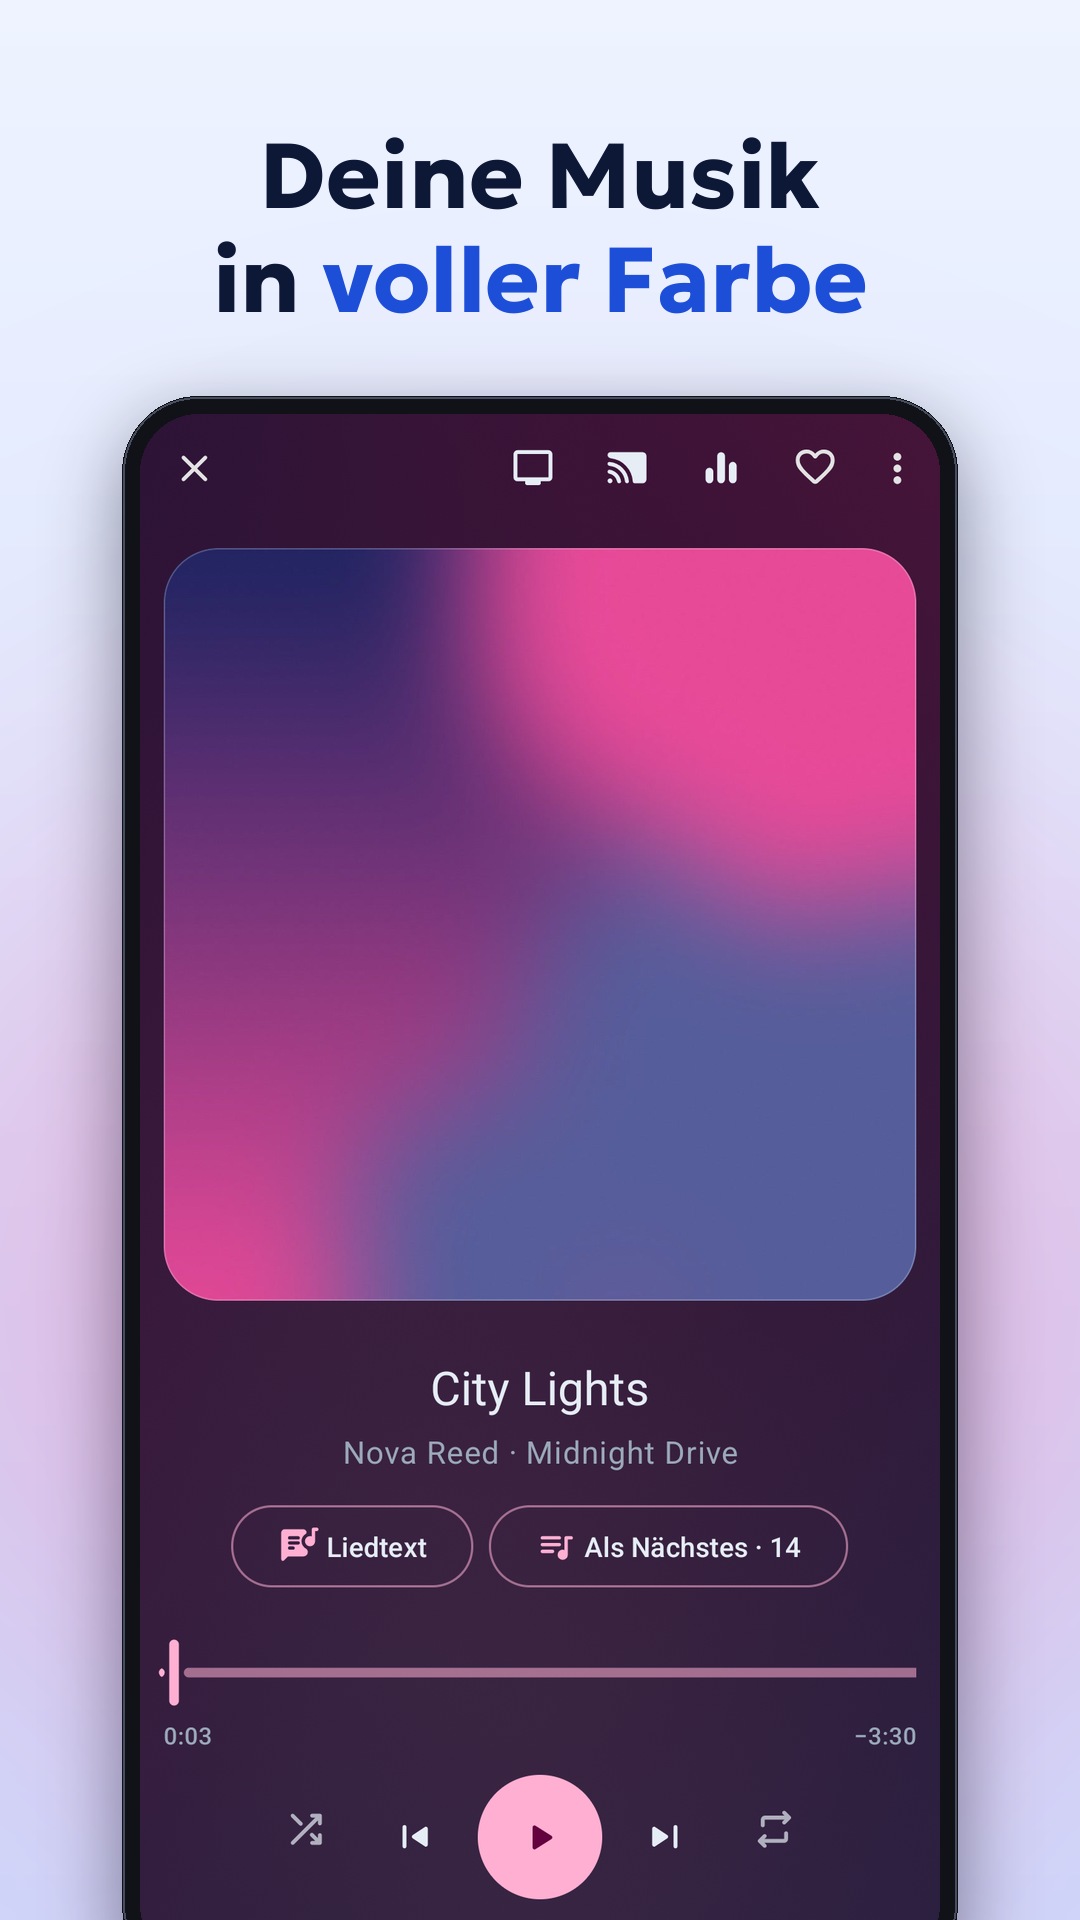 Deine Musik
in voller Farbe
City Lights
Nova Reed · Midnight Drive
Liedtext
Als Nächstes · 14
0:03
−3:30